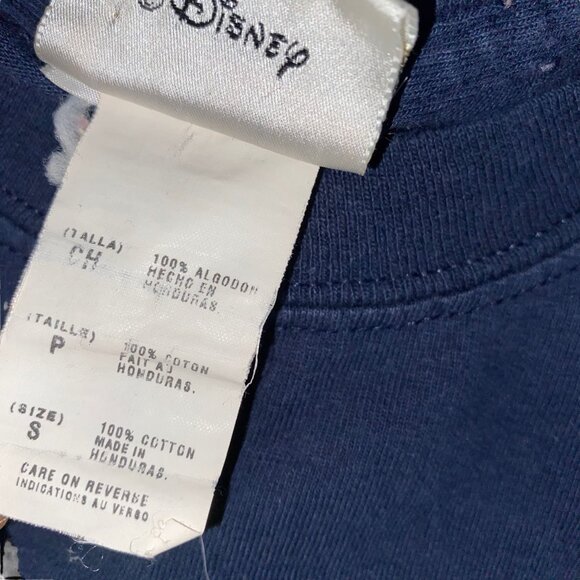 © Disney
(TALLA)
CH
100% ALGODON
HECHO EN
HONDURAS.
(TAILLE)
P
100% COTON
FAIT AU
HONDURAS.
(SIZE)
S
100% COTTON
MADE IN
HONDURAS.
CARE ON REVERSE
INDICATIONS AU VERSO